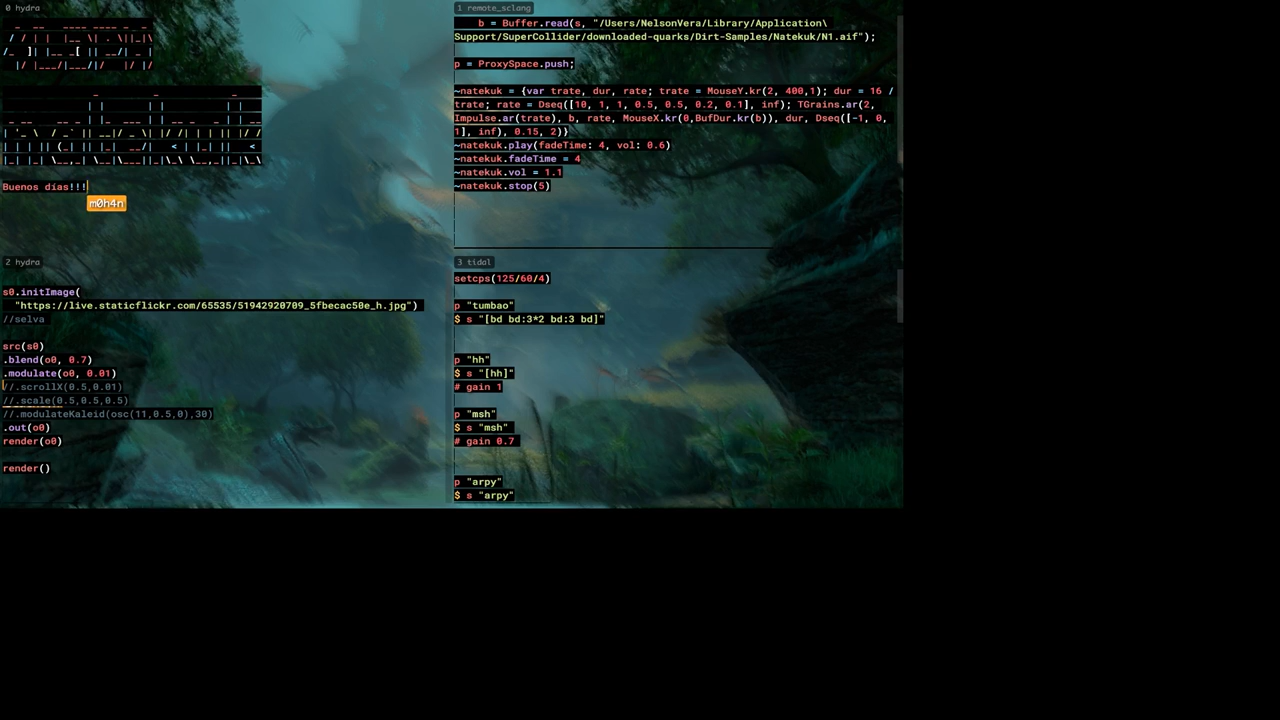 0 hydra
Buenos días!!!
m0h4n
1 remote_sclang
b = Buffer.read(s, "/Users/NelsonVera/Library/Application\
Support/SuperCollider/downloaded-quarks/Dirt-Samples/Natekuk/N1.aif");
p = ProxySpace.push;
~natekuk = {var trate, dur, rate; trate = MouseY.kr(2, 400,1); dur = 16 /
trate; rate = Dseq([10, 1, 1, 0.5, 0.5, 0.2, 0.1], inf); TGrains.ar(2,
Impulse.ar(trate), b, rate, MouseX.kr(0,BufDur.kr(b)), dur, Dseq([-1, 0,
1], inf), 0.15, 2)}
~natekuk.play(fadeTime: 4, vol: 0.6)
~natekuk.fadeTime = 4
~natekuk.vol = 1.1
~natekuk.stop(5)
2 hydra
s0.initImage(
"https://live.staticflickr.com/65535/51942920709_5fbecac50e_h.jpg")
//selva
src(s0)
.blend(o0, 0.7)
.modulate(o0, 0.01)
//.scrollX(0.5,0.01)
//.scale(0.5,0.5,0.5)
//.modulateKaleid(osc(11,0.5,0),30)
.out(o0)
render(o0)
render()
3 tidal
setcps(125/60/4)
p "tumbao"
$ s "[bd bd:3*2 bd:3 bd]"
p "hh"
$ s "[hh]"
# gain 1
p "msh"
$ s "msh"
# gain 0.7
p "arpy"
$ s "arpy"